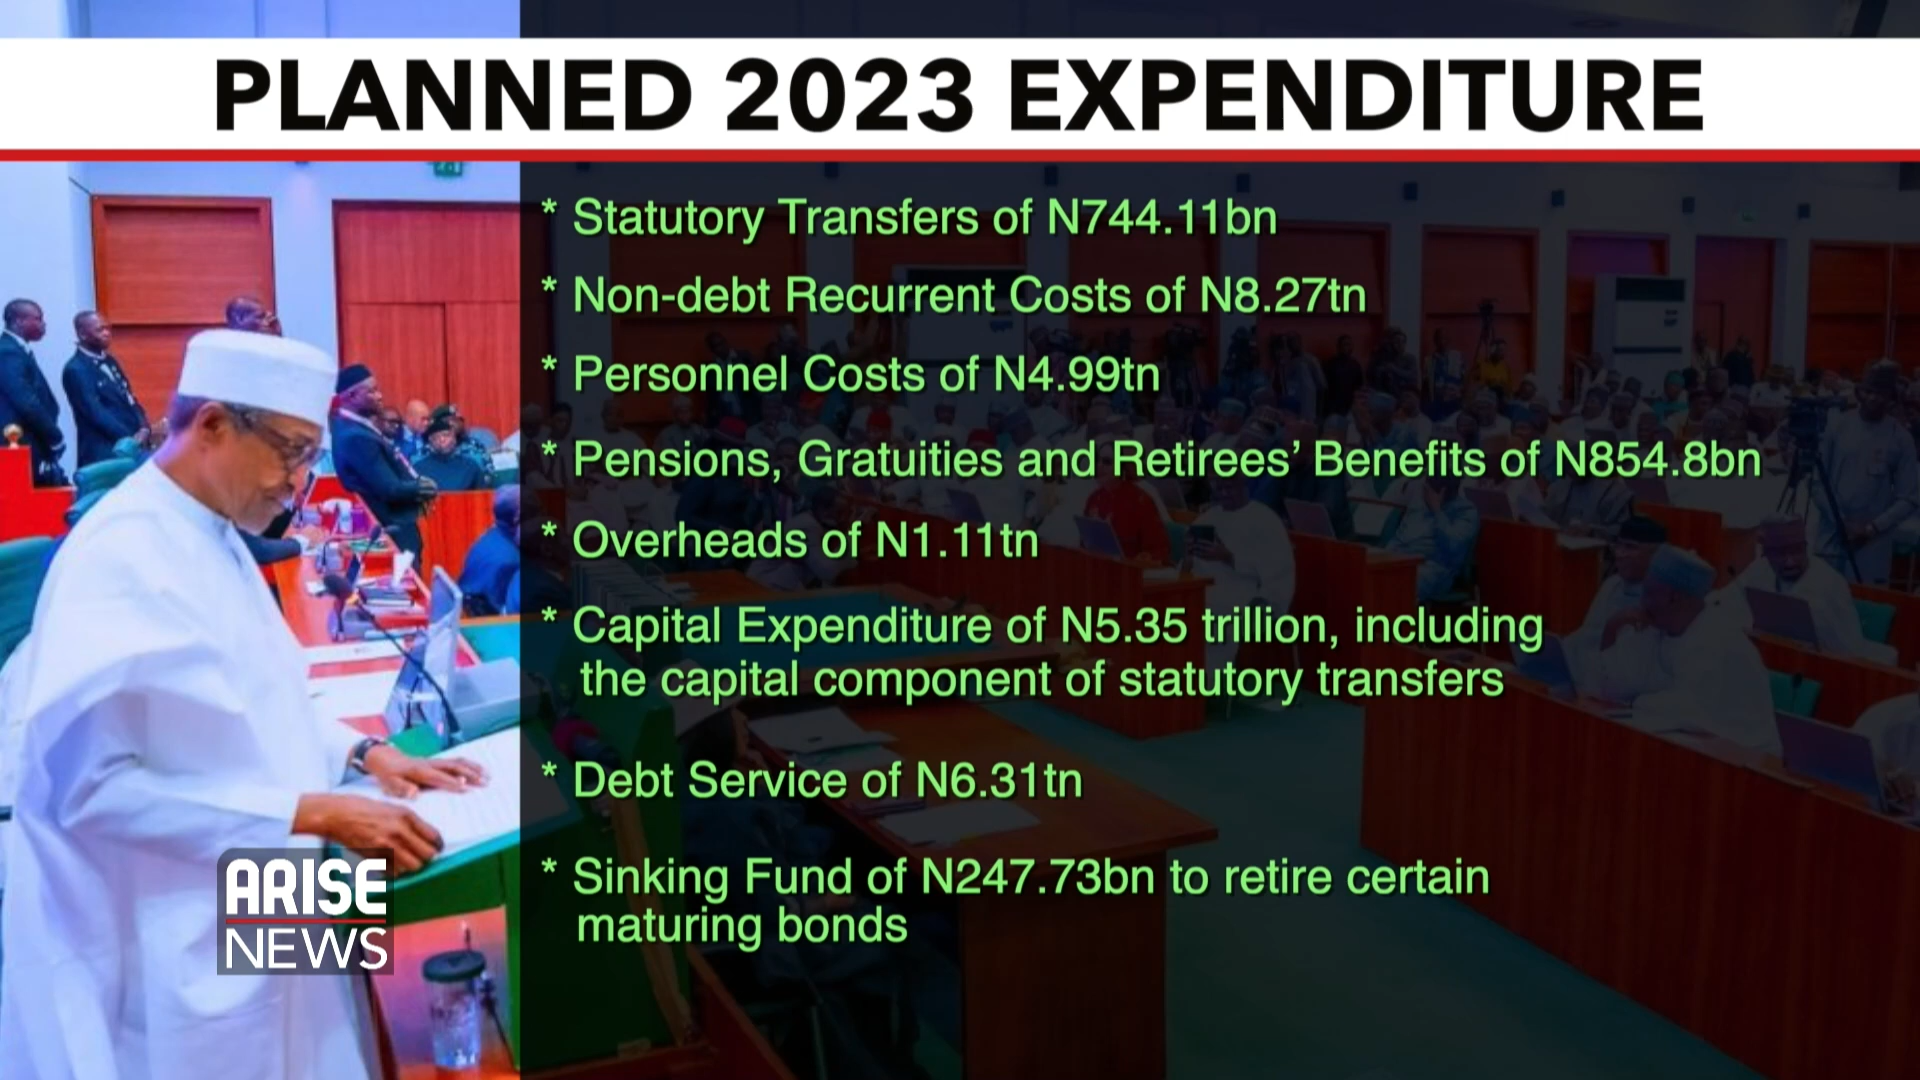 PLANNED 2023 EXPENDITURE
* Statutory Transfers of N744.11bn
* Non-debt Recurrent Costs of N8.27tn
* Personnel Costs of N4.99tn
* Pensions, Gratuities and Retirees’ Benefits of N854.8bn
* Overheads of N1.11tn
* Capital Expenditure of N5.35 trillion, including
the capital component of statutory transfers
* Debt Service of N6.31tn
* Sinking Fund of N247.73bn to retire certain
maturing bonds
ARISE
NEWS